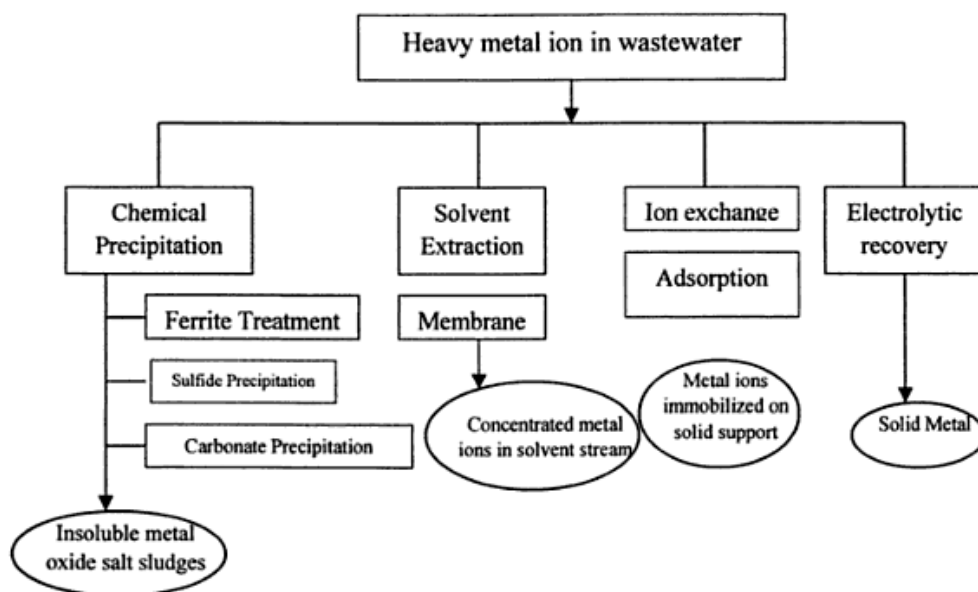 Heavy metal ion in wastewater
Chemical
Precipitation
Solvent
Extraction
Ion exchange
Electrolytic
recovery
Adsorption
Ferrite Treatment
Membrane
Sulfide Precipitation
Carbonate Precipitation
Concentrated metal
ions in solvent stream
Metal ions
immobilized on
solid support
Solid Metal
Insoluble metal
oxide salt sludges